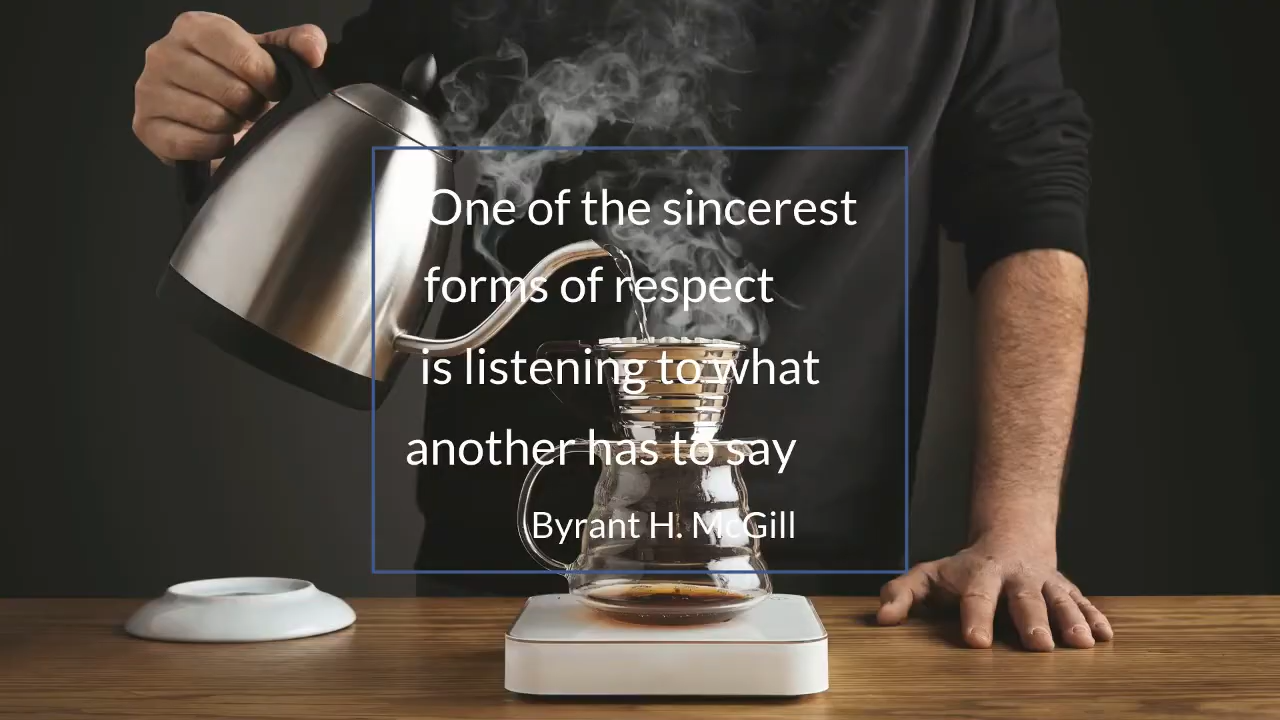 One of the sincerest
forms of respect
is listening to what
another has to say
Byrant H. McGill